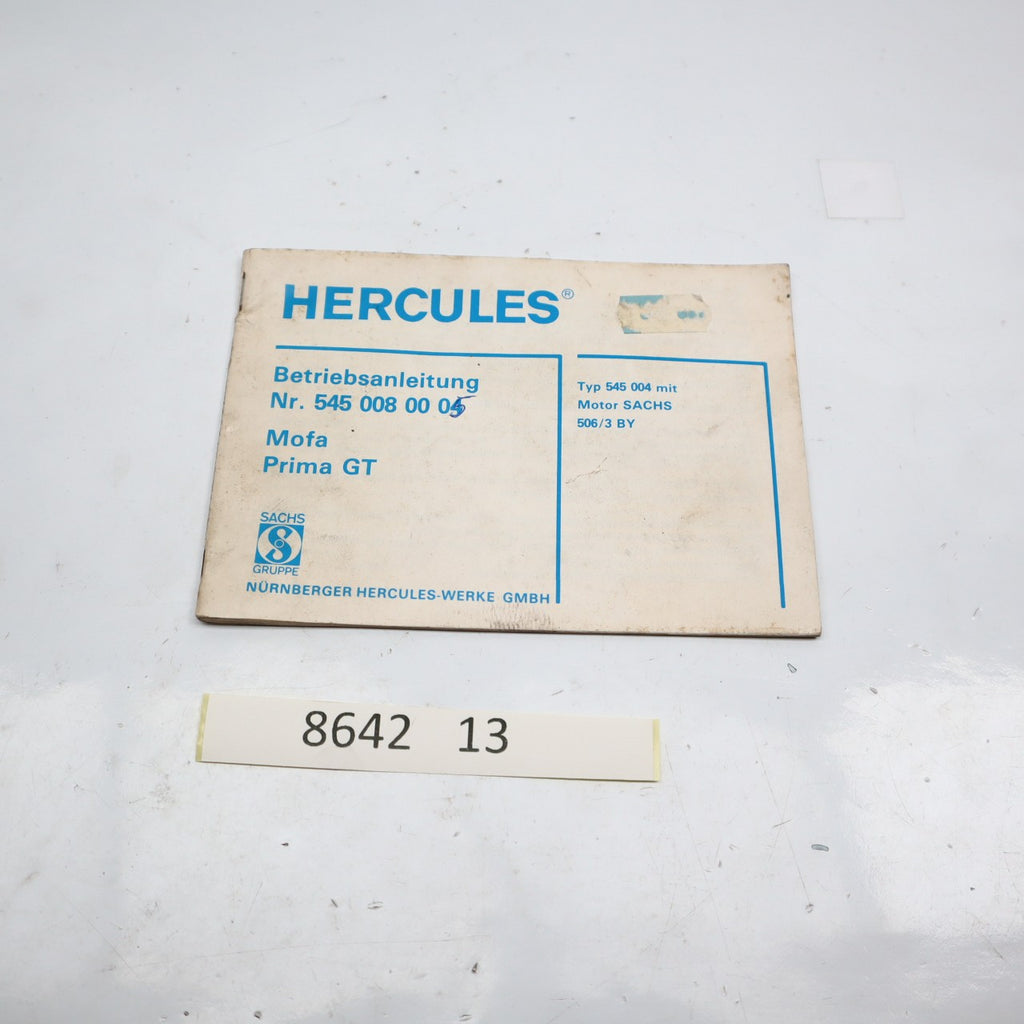 HERCULES®
Betriebsanleitung
Nr. 545 008 00 05
Mofa
Prima GT
SACHS
S
GRUPPE
NÜRNBERGER HERCULES-WERKE GMBH
Typ 545 004 mit
Motor SACHS
506/3 BY
8642 13